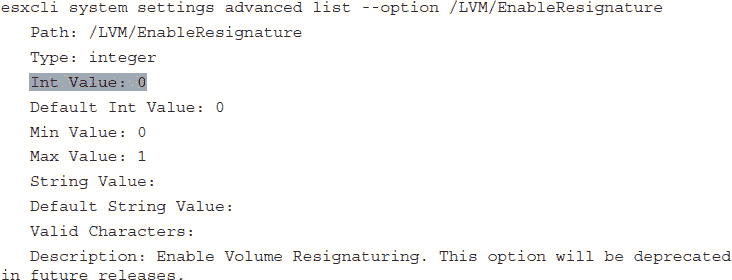 esxcli system settings advanced list --option /LVM/EnableResignature
Path: /LVM/EnableResignature
Type: integer
Int Value: 0
Default Int Value: 0
Min Value: 0
Max Value: 1
String Value:
Default String Value:
Valid Characters:
Description: Enable Volume Resignaturing. This option will be deprecated
in future releases.